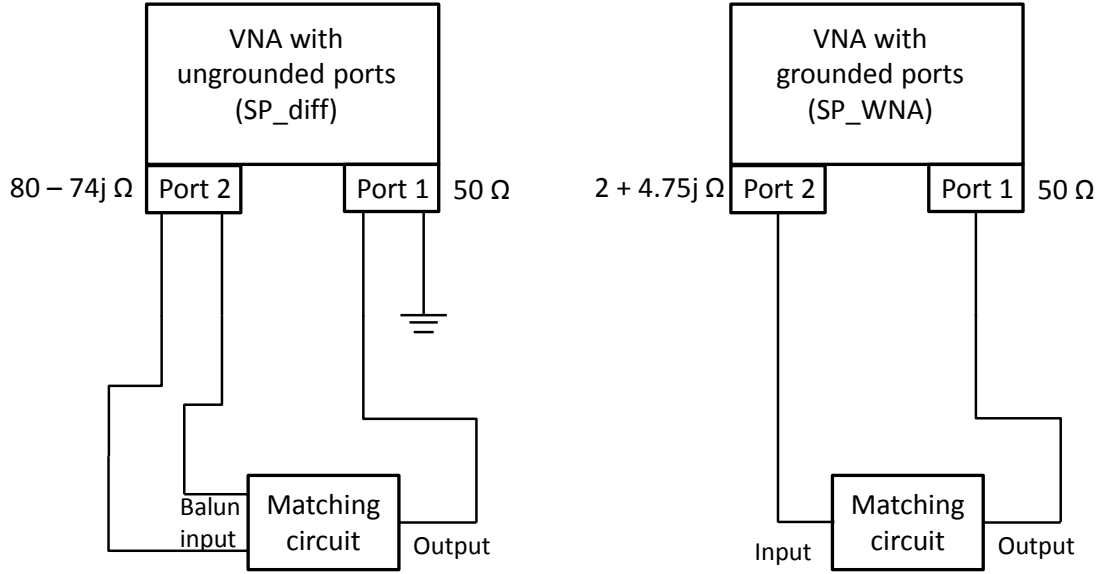 VNA with
ungrounded ports
(SP_diff)
80 – 74j Ω
Port 2
Port 1
50 Ω
Balun
input
Matching
circuit
Output
VNA with
grounded ports
(SP_WNA)
2 + 4.75j Ω
Port 2
Port 1
50 Ω
Input
Matching
circuit
Output